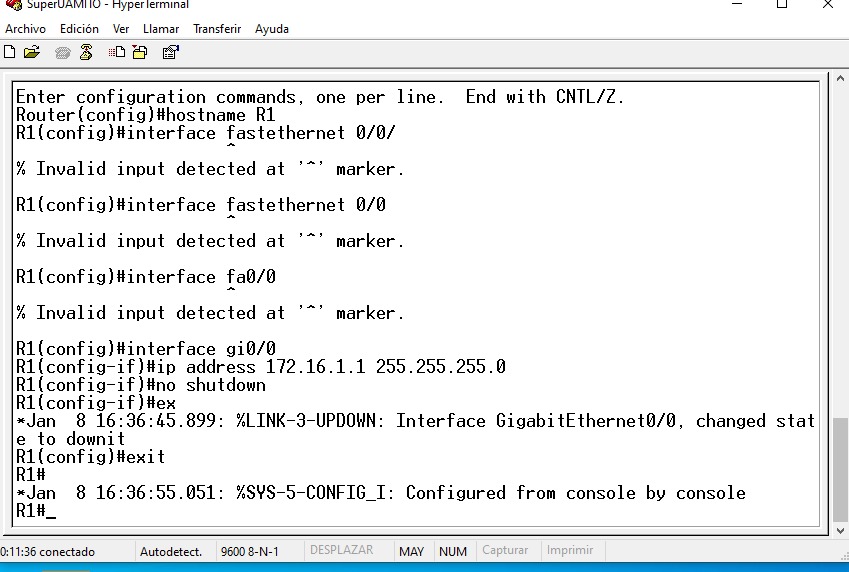 SuperUAMITO - HyperTerminal
Archivo Edición Ver Llamar Transferir Ayuda
Enter configuration commands, one per line.  End with CNTL/Z.
Router(config)#hostname R1
R1(config)#interface fastethernet 0/0/
^
% Invalid input detected at '^' marker.
R1(config)#interface fastethernet 0/0
^
% Invalid input detected at '^' marker.
R1(config)#interface fa0/0
^
% Invalid input detected at '^' marker.
R1(config)#interface gi0/0
R1(config-if)#ip address 172.16.1.1 255.255.255.0
R1(config-if)#no shutdown
R1(config-if)#ex
*Jan  8 16:36:45.899: %LINK-3-UPDOWN: Interface GigabitEthernet0/0, changed stat
e to downit
R1(config)#exit
R1#
*Jan  8 16:36:55.051: %SYS-5-CONFIG_I: Configured from console by console
R1#_
0:11:36 conectado Autodetect. 9600 8-N-1 DESPLAZAR MAY NUM Capturar Imprimir